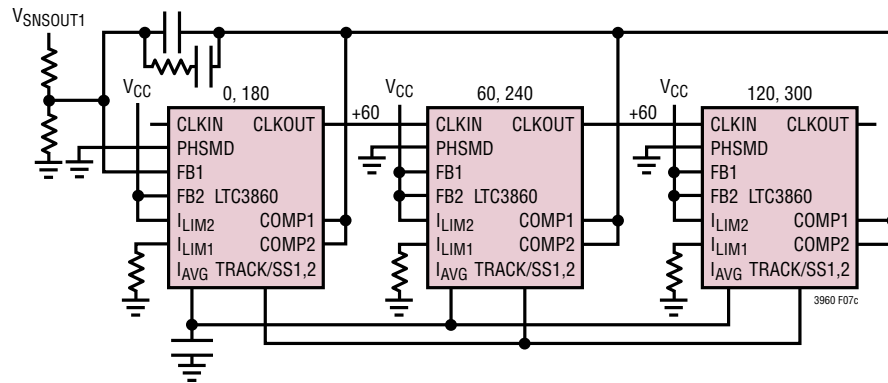 VSNSOUT1
VCC
0, 180
CLKIN CLKOUT
PHSMD
FB1
FB2 LTC3860
ILIM2 COMP1
ILIM1 COMP2
IAVG TRACK/SS1,2
+60
VCC
60, 240
CLKIN CLKOUT
PHSMD
FB1
FB2 LTC3860
ILIM2 COMP1
ILIM1 COMP2
IAVG TRACK/SS1,2
+60
VCC
120, 300
CLKIN CLKOUT
PHSMD
FB1
FB2 LTC3860
ILIM2 COMP1
ILIM1 COMP2
IAVG TRACK/SS1,2
3960 F07c